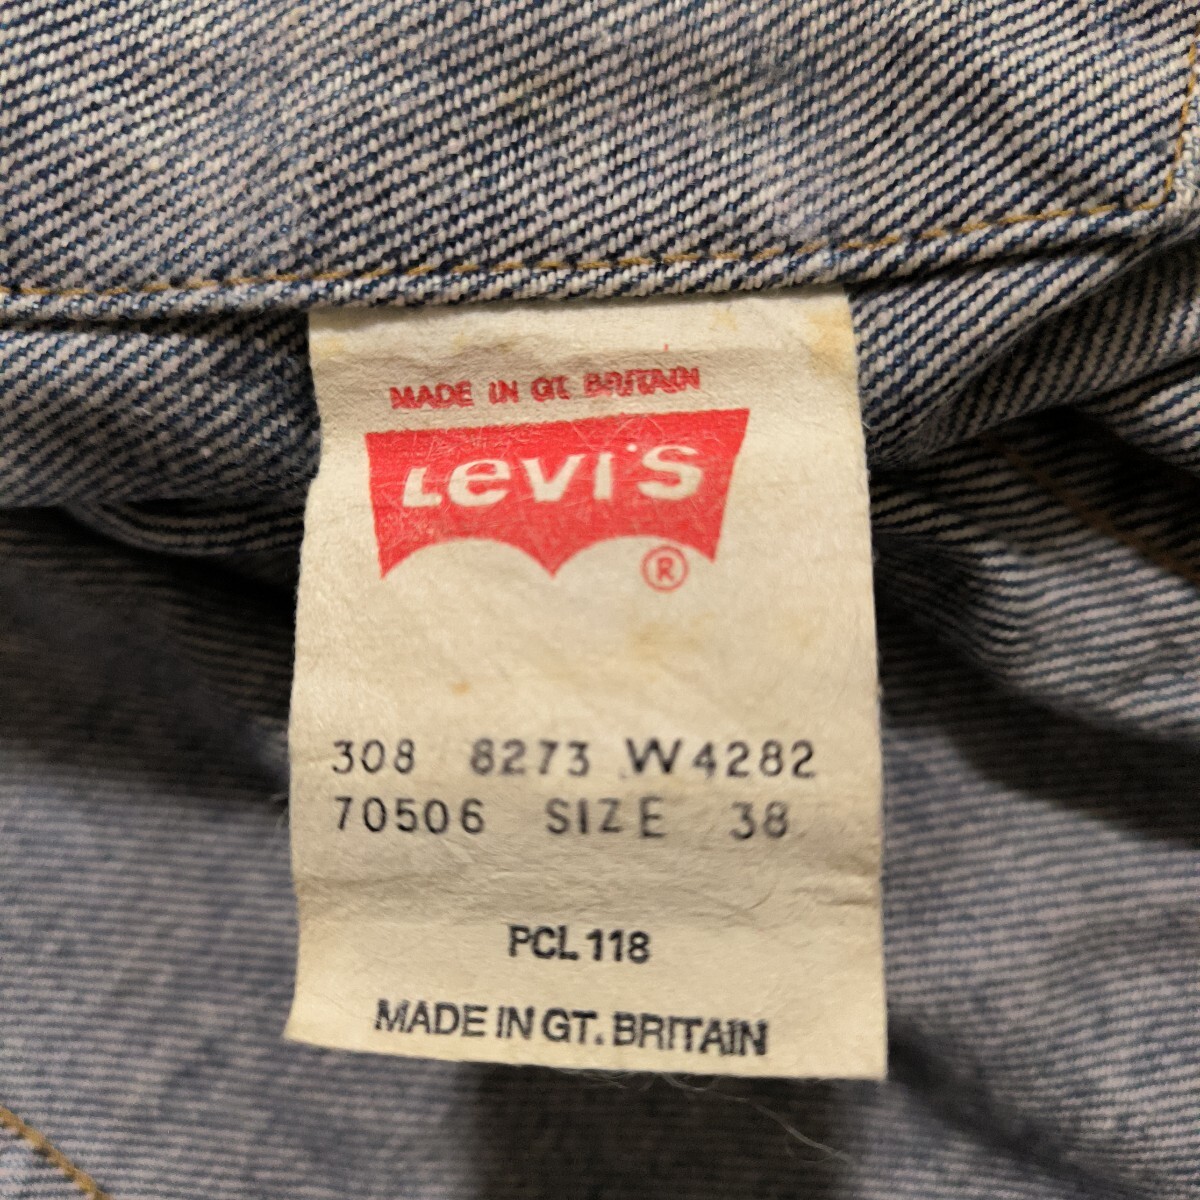 MADE IN GT. BRITAIN
LeVI'S
®
308 8273 W4282
70506 SIZE 38
PCL 118
MADE IN GT. BRITAIN